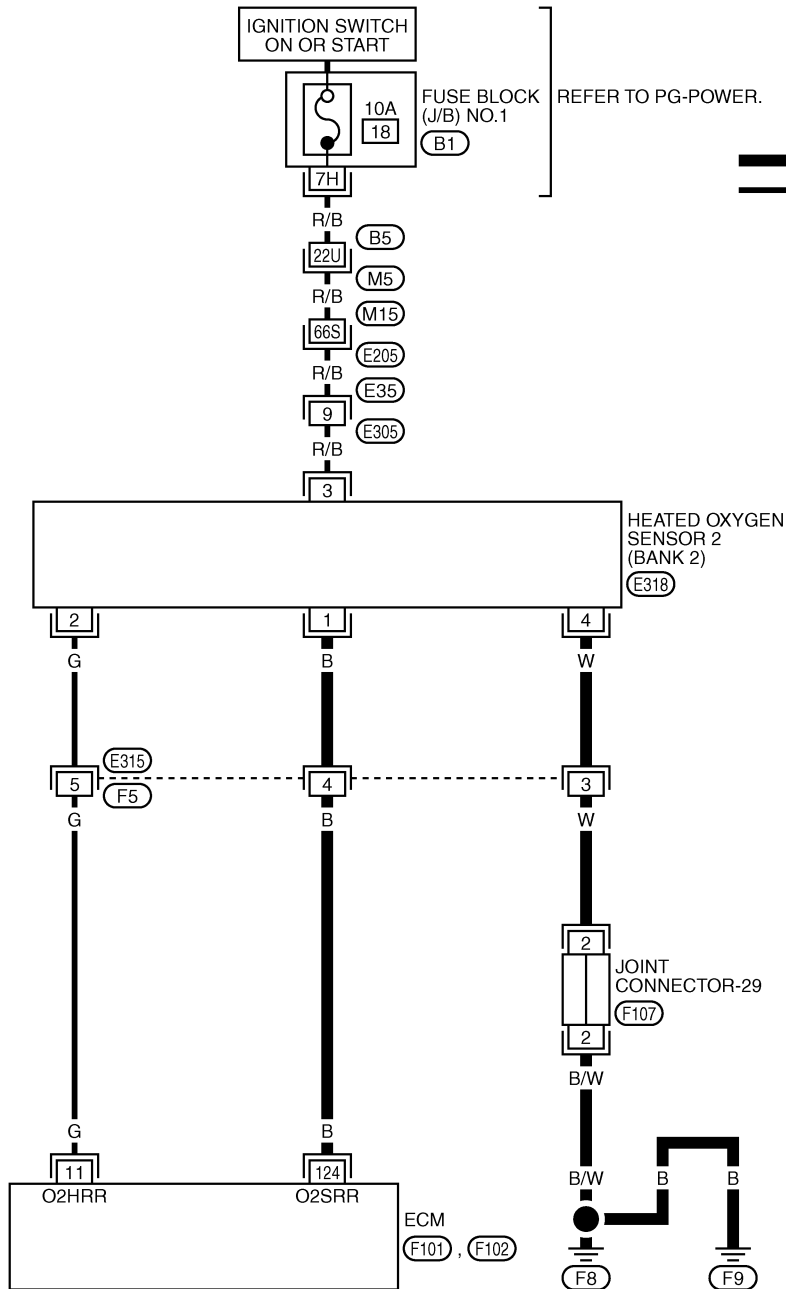 IGNITION SWITCH
ON OR START
10A
18
FUSE BLOCK
(J/B) NO.1
B1
REFER TO PG-POWER.
7H
R/B
B5
22U
M5
R/B
M15
66S
E205
R/B
E35
9
E305
R/B
3
HEATED OXYGEN
SENSOR 2
(BANK 2)
E318
2
1
4
G
B
W
E315
5
4
3
F5
G
B
W
2
JOINT
CONNECTOR-29
F107
2
B/W
G
B
B/W
B
B
11
124
O2HRR
O2SRR
ECM
F101 , F102
F8
F9